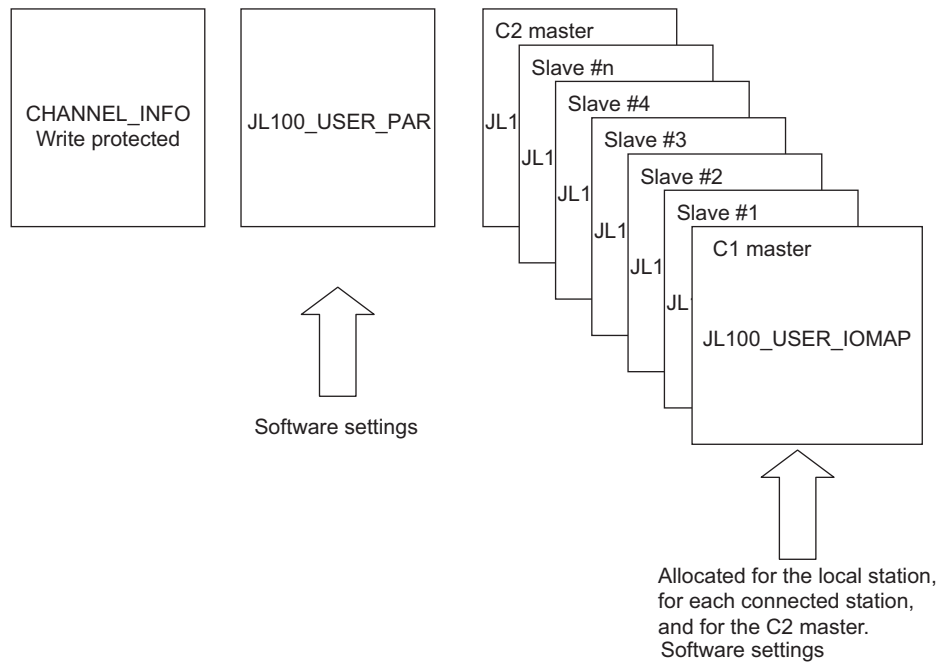 CHANNEL_INFO
Write protected
JL100_USER_PAR
Software settings
C2 master
JL1
Slave #n
JL1
Slave #4
JL1
Slave #3
JL1
Slave #2
JL1
Slave #1
JL
C1 master
JL100_USER_IOMAP
Allocated for the local station,
for each connected station,
and for the C2 master.
Software settings